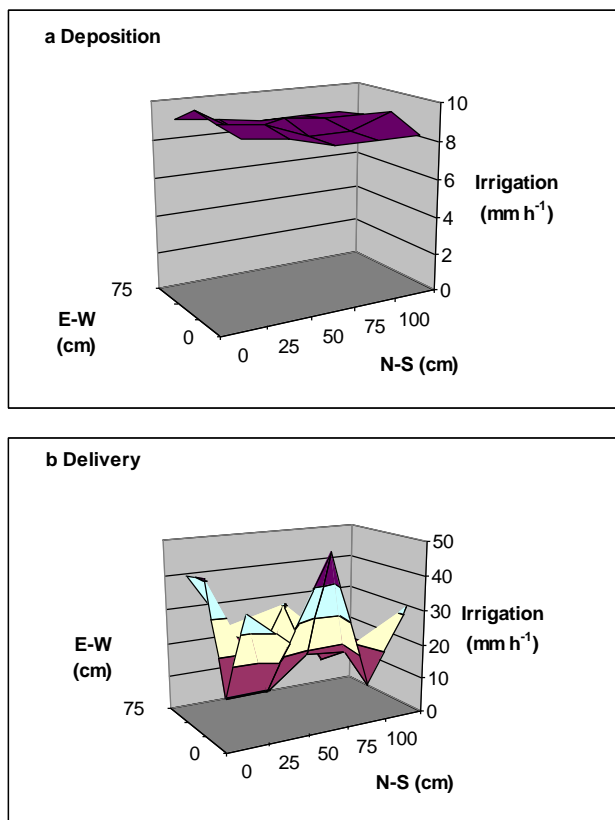 a Deposition
10
8
6
4
2
0
Irrigation
(mm h⁻¹)
75
0
E-W
(cm)
0 25 50 75 100
N-S (cm)
b Delivery
50
40
30
20
10
0
Irrigation
(mm h⁻¹)
E-W
(cm)
75
0
0 25 50 75 100
N-S (cm)